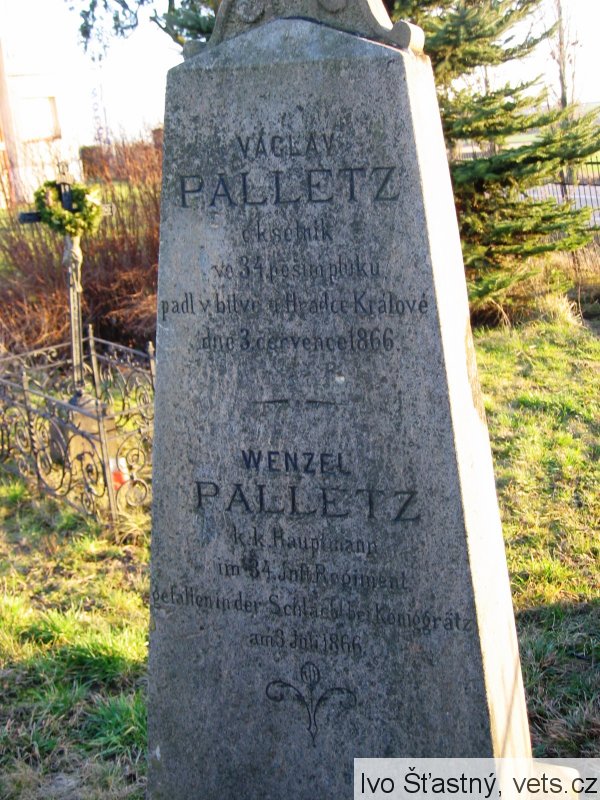 VÁCLAV
PALLETZ
c.k. setník
ve 34. pěším pluku
padl v bitvě u Hradce Králové
dne 3. července 1866.
WENZEL
PALLETZ
k. k. Hauptmann
im 34. Inft. Regiment
gefallen in der Schlacht bei Königgrätz
am 3 Juli 1866.
Ivo Šťastný, vets.cz